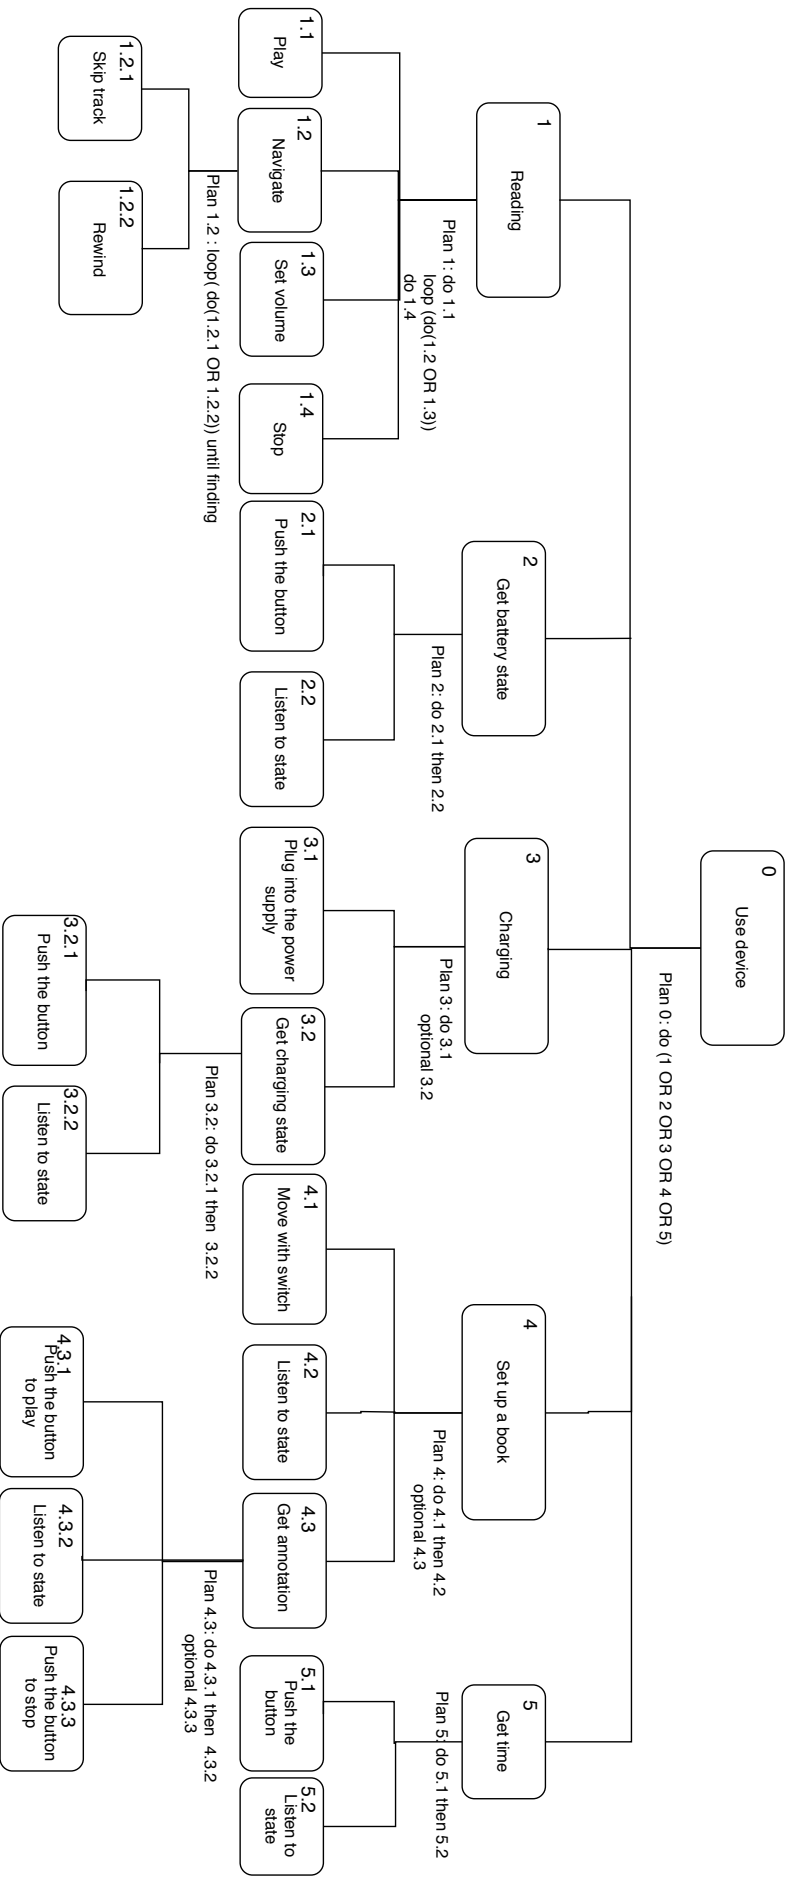 0
Use device
Plan 0: do (1 OR 2 OR 3 OR 4 OR 5)
1
Reading
Plan 1: do 1.1
loop (do(1.2 OR 1.3))
do 1.4
2
Get battery state
Plan 2: do 2.1 then 2.2
3
Charging
Plan 3: do 3.1
optional 3.2
4
Set up a book
Plan 4: do 4.1 then 4.2
optional 4.3
5
Get time
Plan 5: do 5.1 then 5.2
1.1
Play
1.2
Navigate
1.3
Set volume
1.4
Stop
2.1
Push the button
2.2
Listen to state
3.1
Plug into the power
supply
3.2
Get charging state
4.1
Move with switch
4.2
Listen to state
4.3
Get annotation
5.1
Push the
button
5.2
Listen to
state
Plan 1.2 : loop( do(1.2.1 OR 1.2.2)) until finding
Plan 3.2: do 3.2.1 then 3.2.2
Plan 4.3: do 4.3.1 then 4.3.2
optional 4.3.3
1.2.1
Skip track
1.2.2
Rewind
3.2.1
Push the button
3.2.2
Listen to state
4.3.1
Push the button
to play
4.3.2
Listen to state
4.3.3
Push the button
to stop